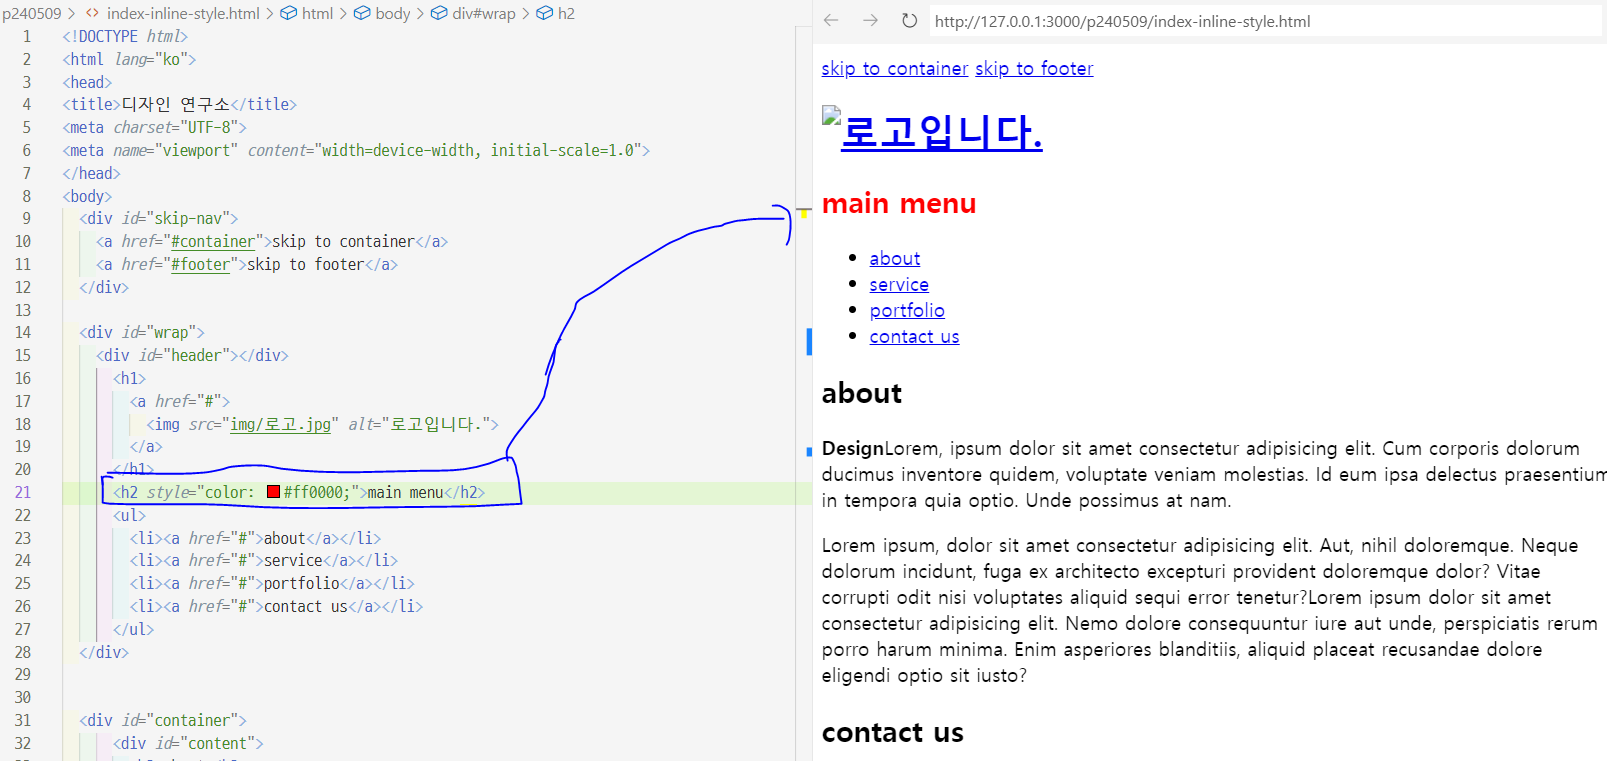 p240509 > <> index-inline-style.html > html > body > div#wrap > h2
1 <!DOCTYPE html>
2 <html lang="ko">
3 <head>
4 <title>디자인 연구소</title>
5 <meta charset="UTF-8">
6 <meta name="viewport" content="width=device-width, initial-scale=1.0">
7 </head>
8 <body>
9 <div id="skip-nav">
10 <a href="#container">skip to container</a>
11 <a href="#footer">skip to footer</a>
12 </div>
13
14 <div id="wrap">
15 <div id="header"></div>
16 <h1>
17 <a href="#">
18 <img src="img/로고.jpg" alt="로고입니다.">
19 </a>
20 </h1>
21 <h2 style="color: #ff0000;">main menu</h2>
22 <ul>
23 <li><a href="#">about</a></li>
24 <li><a href="#">service</a></li>
25 <li><a href="#">portfolio</a></li>
26 <li><a href="#">contact us</a></li>
27 </ul>
28 </div>
29
30
31 <div id="container">
32 <div id="content">
http://127.0.0.1:3000/p240509/index-inline-style.html
skip to container skip to footer
로고입니다.
main menu
about
service
portfolio
contact us
about
DesignLorem, ipsum dolor sit amet consectetur adipisicing elit. Cum corporis dolorum
ducimus inventore quidem, voluptate veniam molestias. Id eum ipsa delectus praesentium
in tempora quia optio. Unde possimus at nam.
Lorem ipsum, dolor sit amet consectetur adipisicing elit. Aut, nihil doloremque. Neque
dolorum incidunt, fuga ex architecto excepturi provident doloremque dolor? Vitae
corrupti odit nisi voluptates aliquid sequi error tenetur?Lorem ipsum dolor sit amet
consectetur adipisicing elit. Nemo dolore consequuntur iure aut unde, perspiciatis rerum
porro harum minima. Enim asperiores blanditiis, aliquid placeat recusandae dolore
eligendi optio sit iusto?
contact us